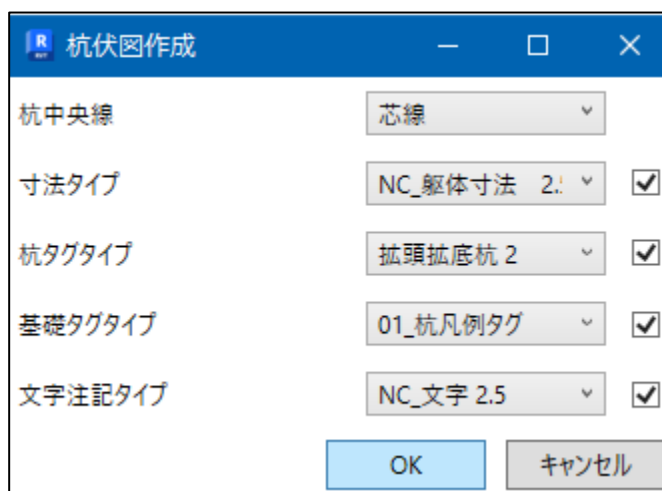 杭伏図作成
杭中央線 芯線
寸法タイプ NC_躯体寸法 2.
杭タグタイプ 拡頭拡底杭 2
基礎タグタイプ 01_杭凡例タグ
文字注記タイプ NC_文字 2.5
OK キャンセル